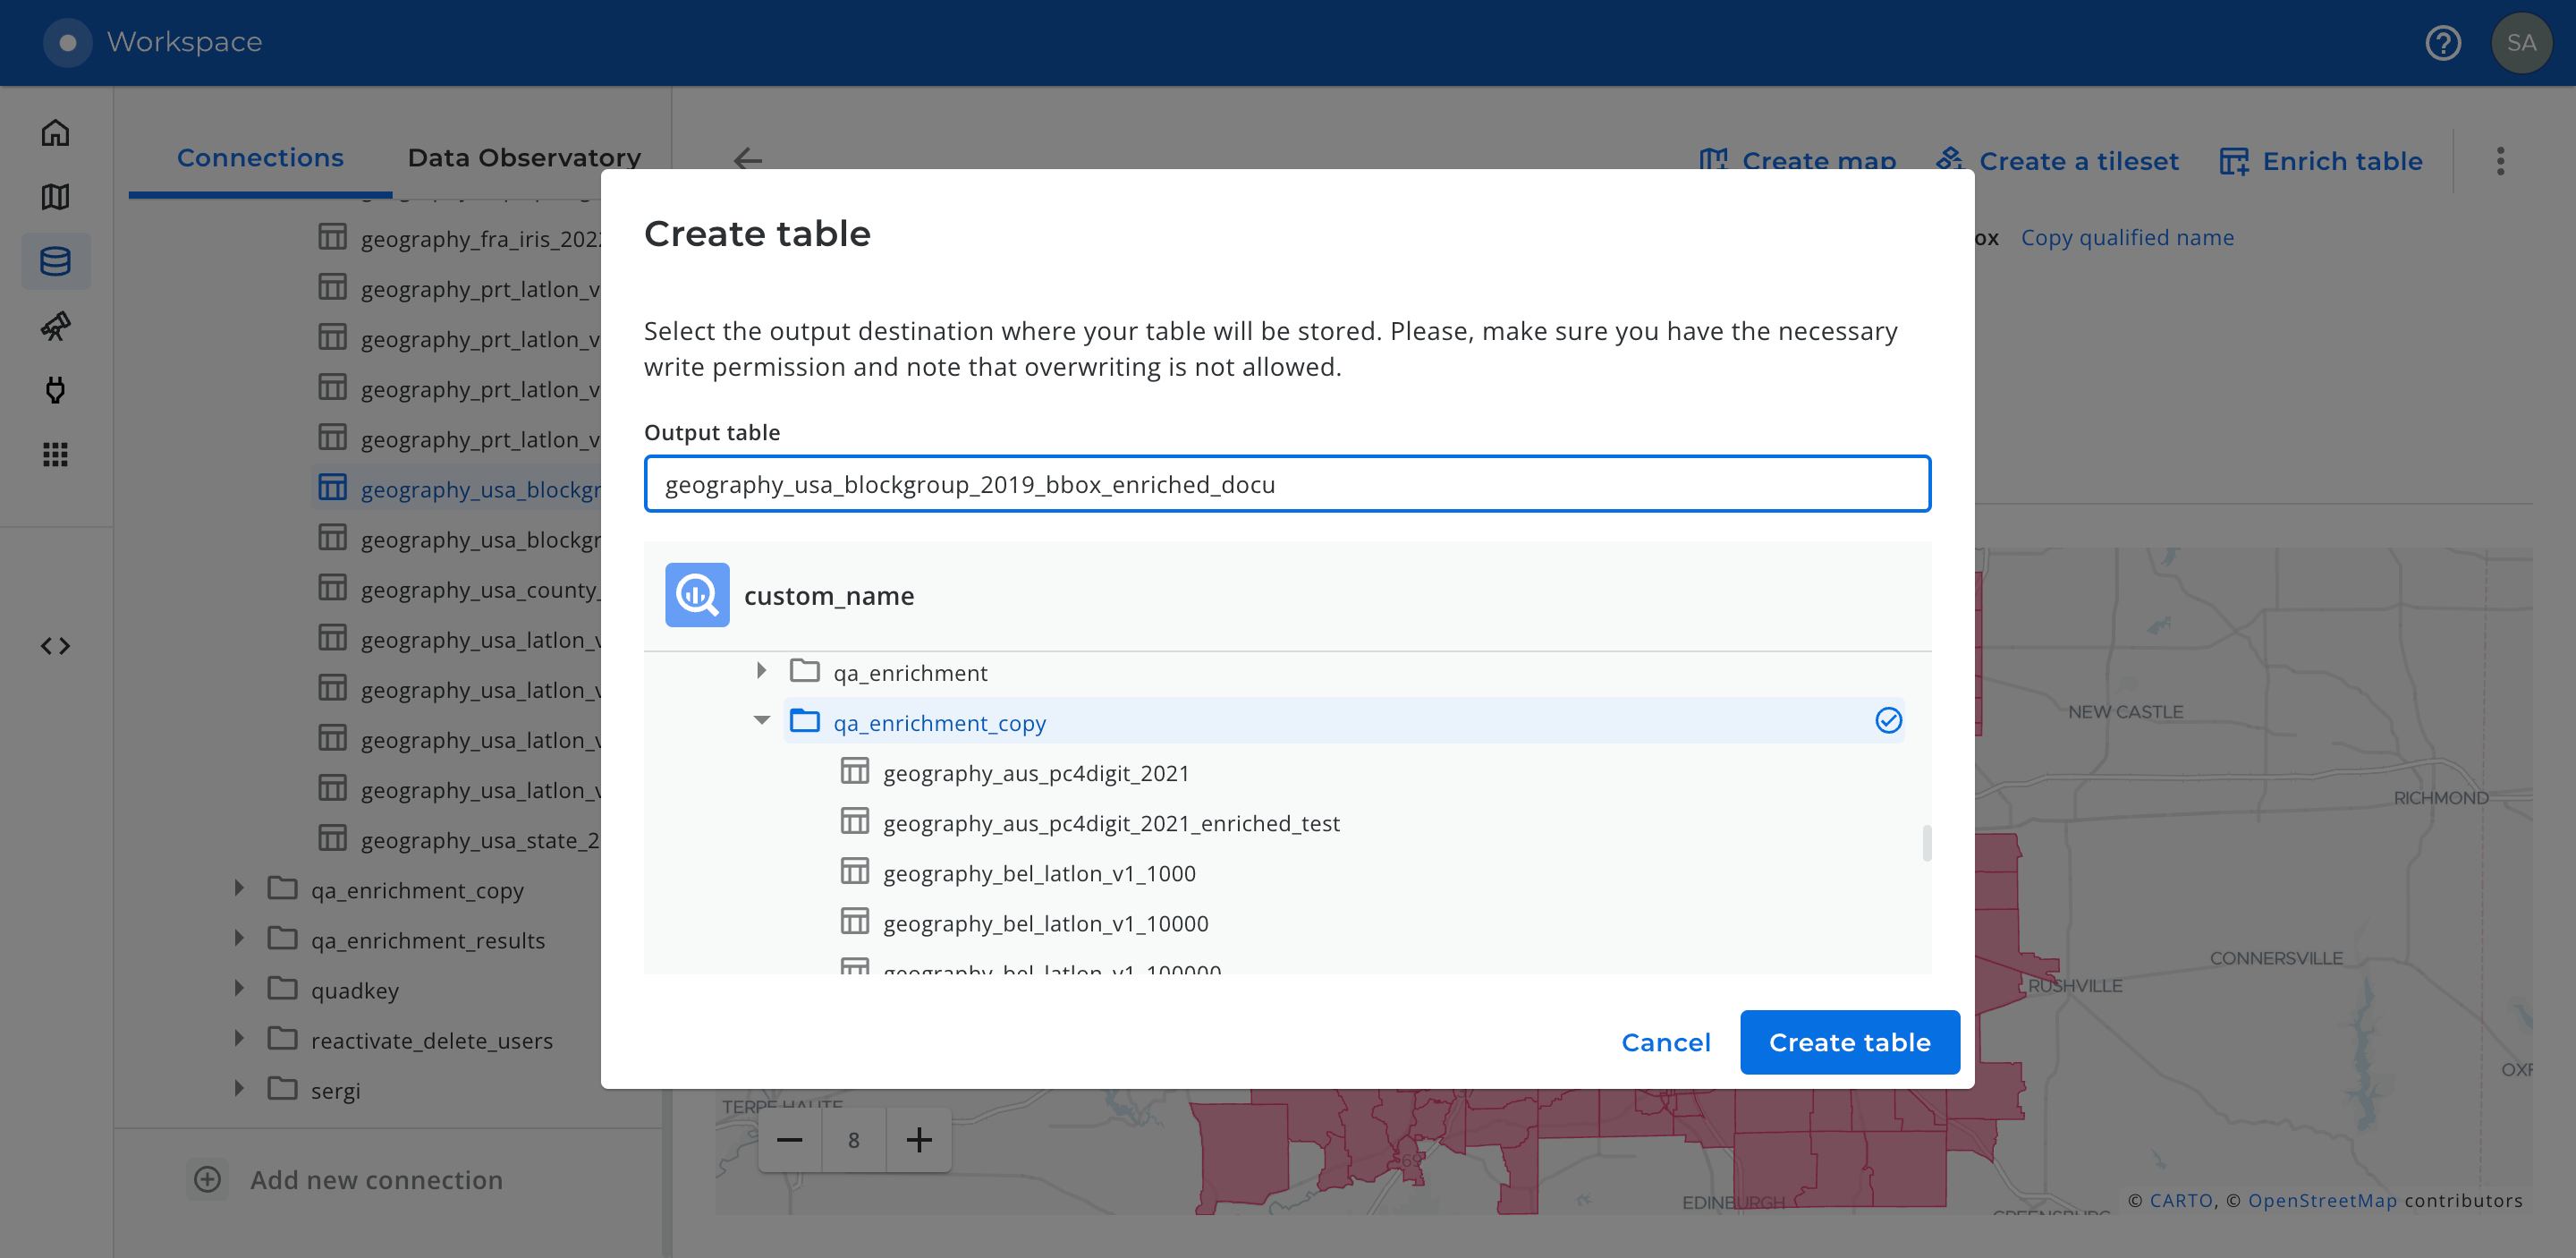 Workspace
SA
Connections
Data Observatory
Create map
Create a tileset
Enrich table
Copy qualified name
geography_fra_iris_202
geography_prt_latlon_v
geography_prt_latlon_v
geography_prt_latlon_v
geography_prt_latlon_v
geography_usa_blockgr
geography_usa_blockgr
geography_usa_county_
geography_usa_latlon_v
geography_usa_latlon_v
geography_usa_latlon_v
geography_usa_latlon_v
geography_usa_state_2
qa_enrichment_copy
qa_enrichment_results
quadkey
reactivate_delete_users
sergi
Add new connection
Create table
Select the output destination where your table will be stored. Please, make sure you have the necessary
write permission and note that overwriting is not allowed.
Output table
geography_usa_blockgroup_2019_bbox_enriched_docu
custom_name
qa_enrichment
qa_enrichment_copy
geography_aus_pc4digit_2021
geography_aus_pc4digit_2021_enriched_test
geography_bel_latlon_v1_1000
geography_bel_latlon_v1_10000
geography_bel_latlon_v1_100000
Cancel
Create table
NEW CASTLE
RICHMOND
CONNERSVILLE
RUSHVILLE
TERRE HAUTE
8
69
EDINBURGH
GREENSBURG
© CARTO, © OpenStreetMap contributors